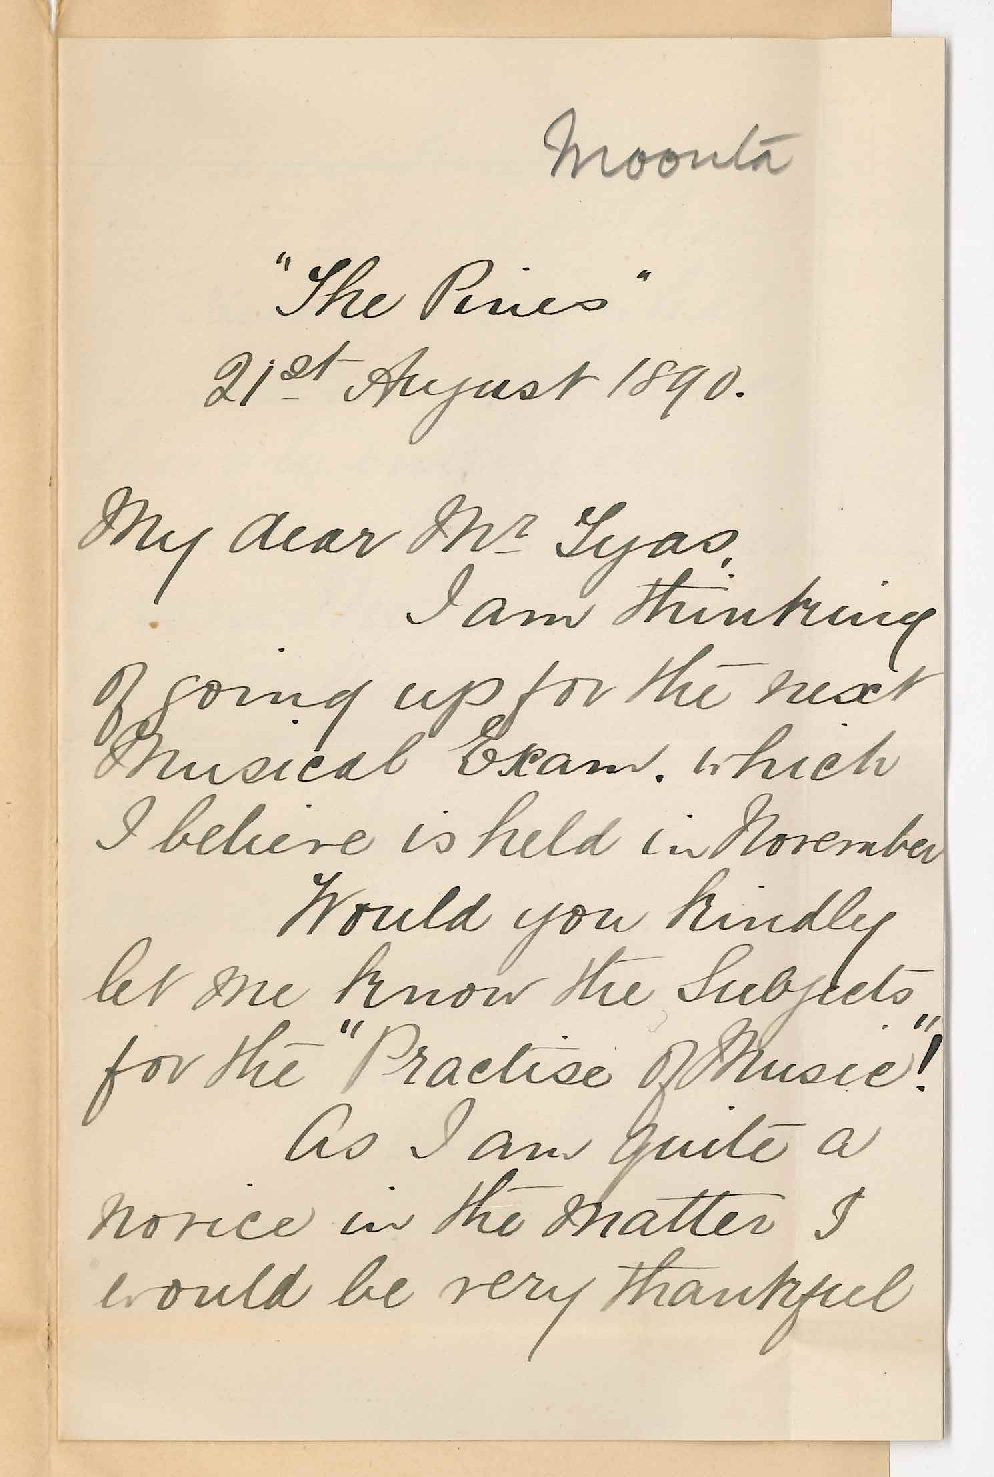 Moonta
"The Pines"
21st August 1890.
My dear Mr Tyas,
I am thinking
of going up for the next
Musical Exam. which
I believe is held in November
Would you kindly
let me know the Subjects
for the "Practise of Music"!
As I am quite a
novice in the matter I
would be very thankful